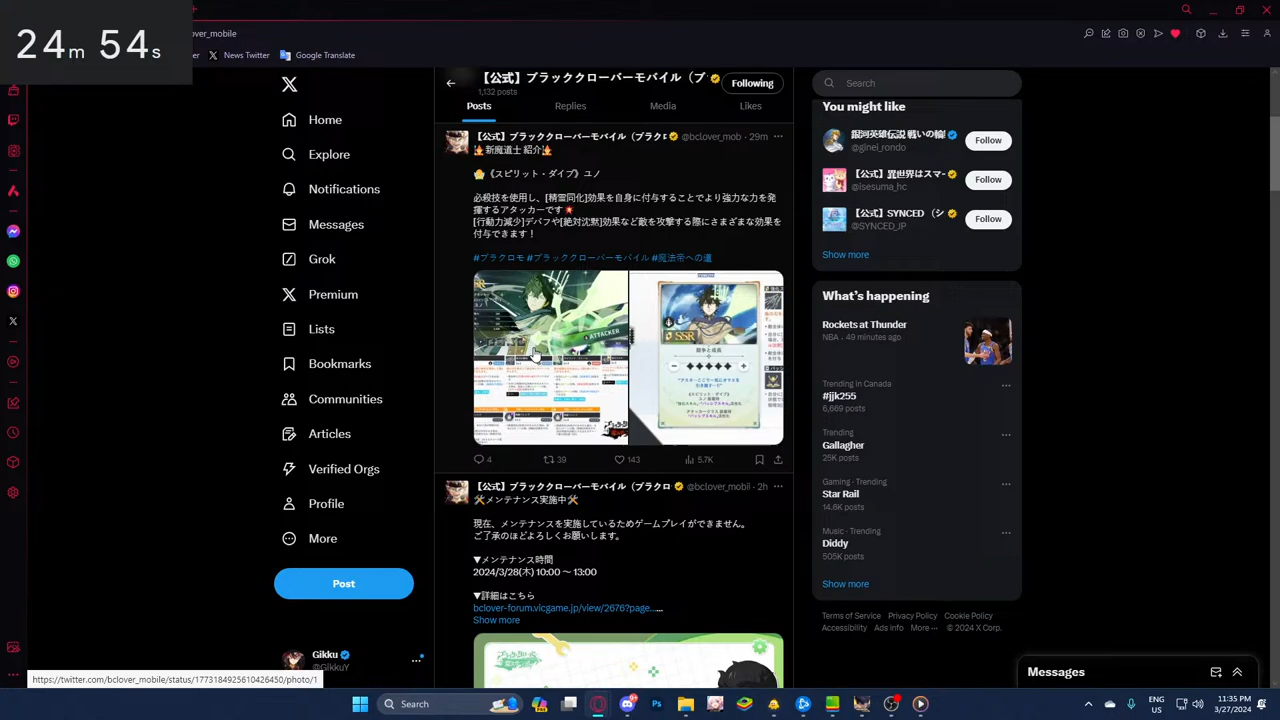 24m 54s
_mobile
News Twitter
Google Translate
Home
Explore
Notifications
Messages
Grok
Premium
Lists
Bookmarks
Communities
Articles
Verified Orgs
Profile
More
Post
Gikku
@GikkuY
https://twitter.com/bclover_mobile/status/1773184925610426450/photo/1
【公式】ブラッククローバーモバイル（ブ
1,132 posts
Following
Posts
Replies
Media
Likes
【公式】ブラッククローバーモバイル（ブラクロ
@bclover_mob · 29m
新魔道士 紹介
《スピリット・ダイブ》ユノ
必殺技を使用し、[精霊同化]効果を自身に付与することでより強力な力を発
揮するアタッカーです
[行動力減少]デバフや[絶対沈黙]効果など敵を攻撃する際にさまざまな効果を
付与できます！
#ブラクロモ #ブラッククローバーモバイル #魔法帝への道
ATTACKER
SSR
4
39
143
5.7K
【公式】ブラッククローバーモバイル（ブラクロ
@bclover_mobil · 2h
メンテナンス実施中
現在、メンテナンスを実施しているためゲームプレイができません。
ご了承のほどよろしくお願いします。
▼メンテナンス時間
2024/3/28(木) 10:00 ～ 13:00
▼詳細はこちら
bclover-forum.vicgame.jp/view/2676?page……
Show more
Search
You might like
銀河英雄伝説 戦いの輪
@ginei_rondo
Follow
【公式】異世界はスマー
@isesuma_hc
Follow
【公式】SYNCED（シ
@SYNCED_JP
Follow
Show more
What's happening
Rockets at Thunder
NBA · 49 minutes ago
Trending in Canada
#jjk255
6,669 posts
Trending
Gallagher
25K posts
Gaming · Trending
Star Rail
14.6K posts
Music · Trending
Diddy
505K posts
Show more
Terms of Service Privacy Policy Cookie Policy
Accessibility Ads info More ··· © 2024 X Corp.
Messages
Search
ENG
US
11:35 PM
3/27/2024